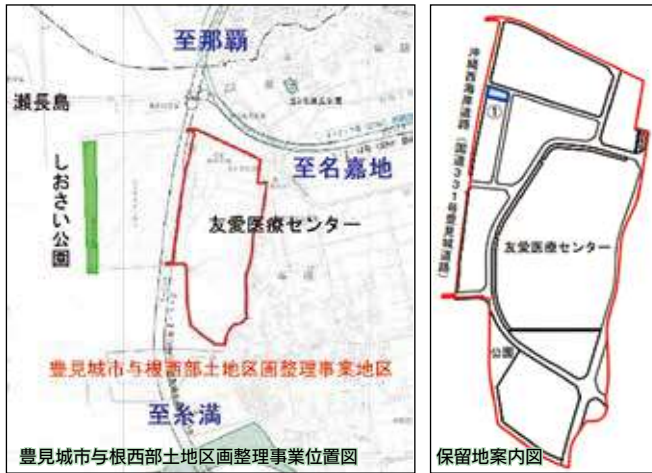 至那覇
瀬長島
しおさい公園
至名嘉地
友愛医療センター
豊見城市与根西部土地区画整理事業地区
至糸満
豊見城市与根西部土地区画整理事業位置図
沖縄西海岸道路（国道331号豊見城道路）
①
友愛医療センター
公園
保留地案内図